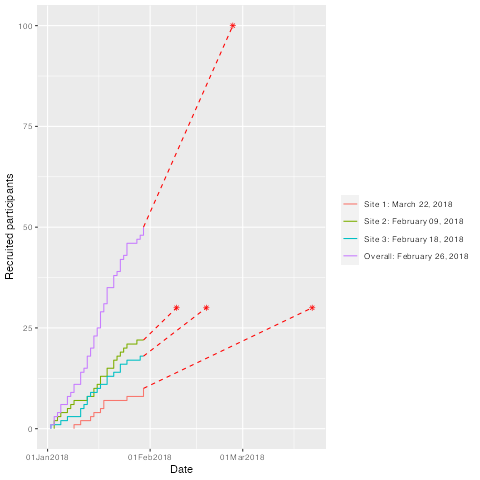 100
75
50
25
0
Recruited participants
01Jan2018
01Feb2018
01Mar2018
Date
Site 1: March 22, 2018
Site 2: February 09, 2018
Site 3: February 18, 2018
Overall: February 26, 2018